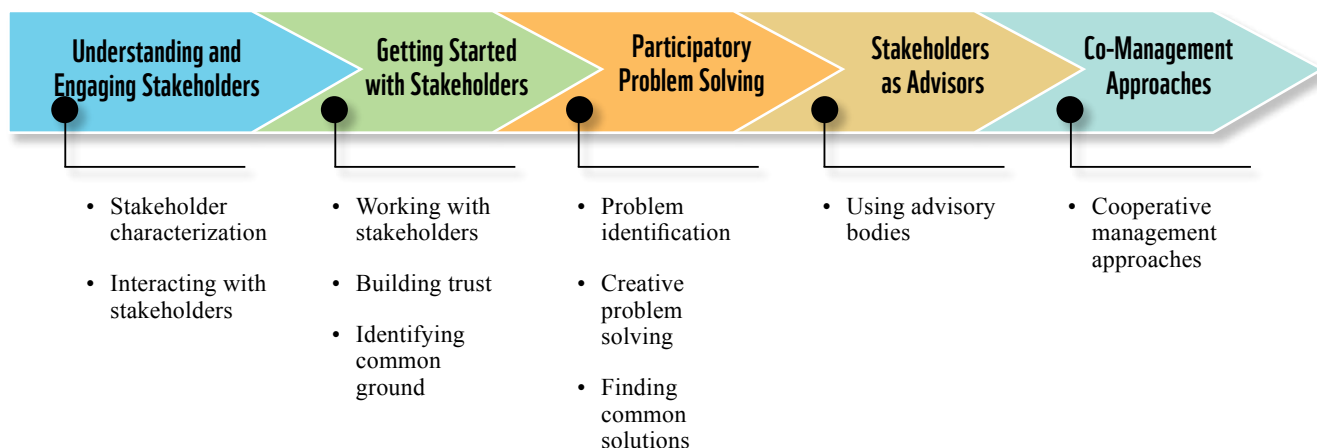 Understanding and
Engaging Stakeholders
Getting Started
with Stakeholders
Participatory
Problem Solving
Stakeholders
as Advisors
Co-Management
Approaches
• Stakeholder
characterization
• Interacting with
stakeholders
• Working with
stakeholders
• Building trust
• Identifying
common
ground
• Problem
identification
• Creative
problem
solving
• Finding
common
solutions
• Using advisory
bodies
• Cooperative
management
approaches